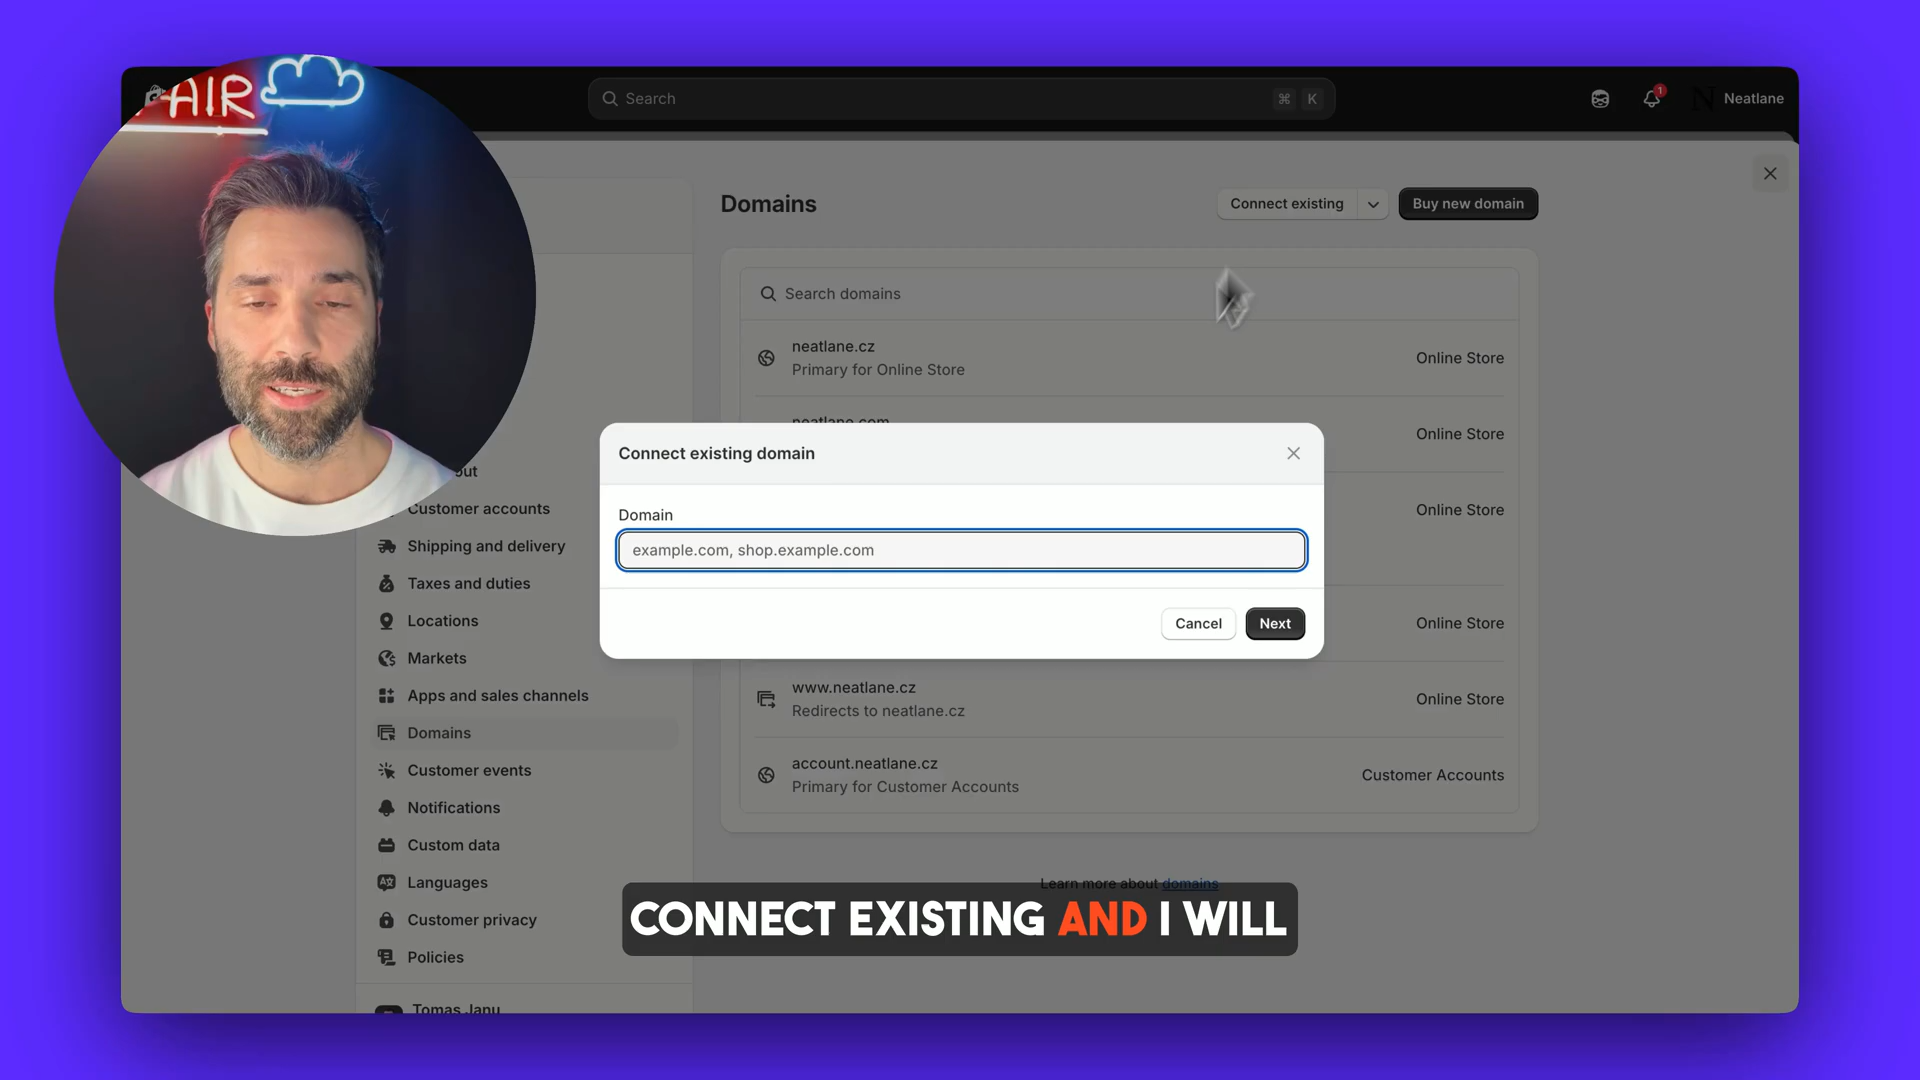 AIR
Search
⌘ K
1
Neatlane
Domains
Connect existing
Buy new domain
Search domains
neatlane.cz
Primary for Online Store
Online Store
neatlane.com
Online Store
Online Store
Online Store
Connect existing domain
Domain
example.com, shop.example.com
Cancel
Next
www.neatlane.cz
Redirects to neatlane.cz
Online Store
account.neatlane.cz
Primary for Customer Accounts
Customer Accounts
Learn more about domains
Customer accounts
Shipping and delivery
Taxes and duties
Locations
Markets
Apps and sales channels
Domains
Customer events
Notifications
Custom data
Languages
Customer privacy
Policies
Tomas Janu
CONNECT EXISTING AND I WILL